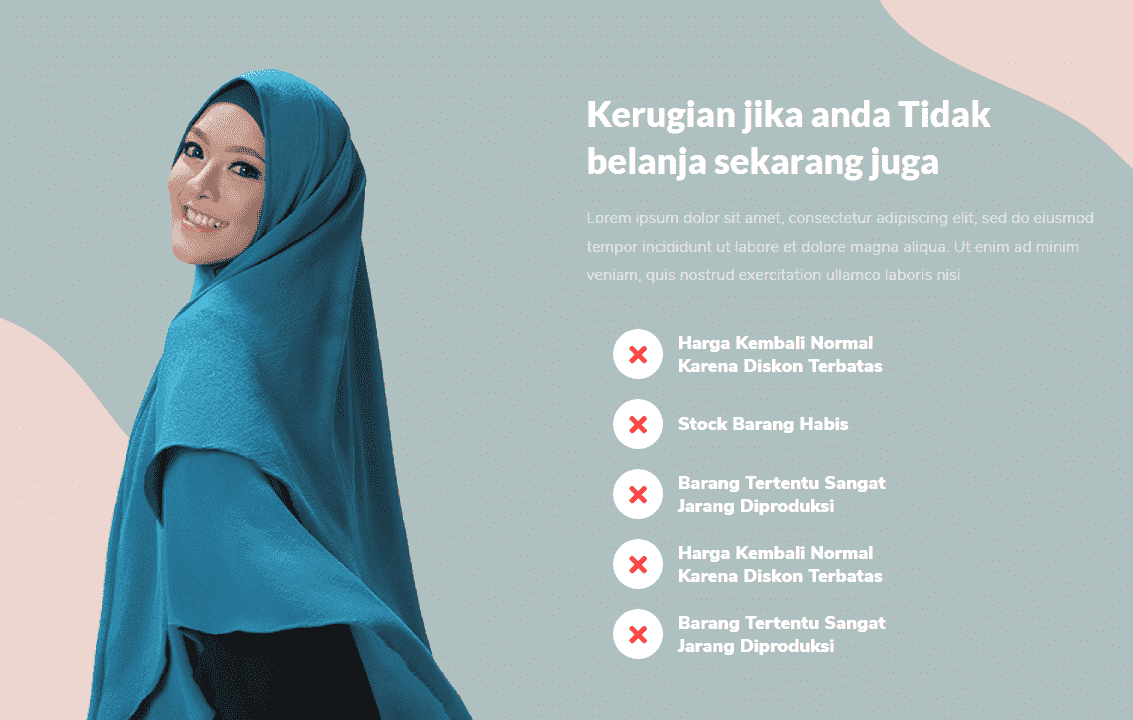 Kerugian jika anda Tidak
belanja sekarang juga
Lorem ipsum dolor sit amet, consectetur adipiscing elit, sed do eiusmod
tempor incididunt ut labore et dolore magna aliqua. Ut enim ad minim
veniam, quis nostrud exercitation ullamco laboris nisi
Harga Kembali Normal
Karena Diskon Terbatas
Stock Barang Habis
Barang Tertentu Sangat
Jarang Diproduksi
Harga Kembali Normal
Karena Diskon Terbatas
Barang Tertentu Sangat
Jarang Diproduksi